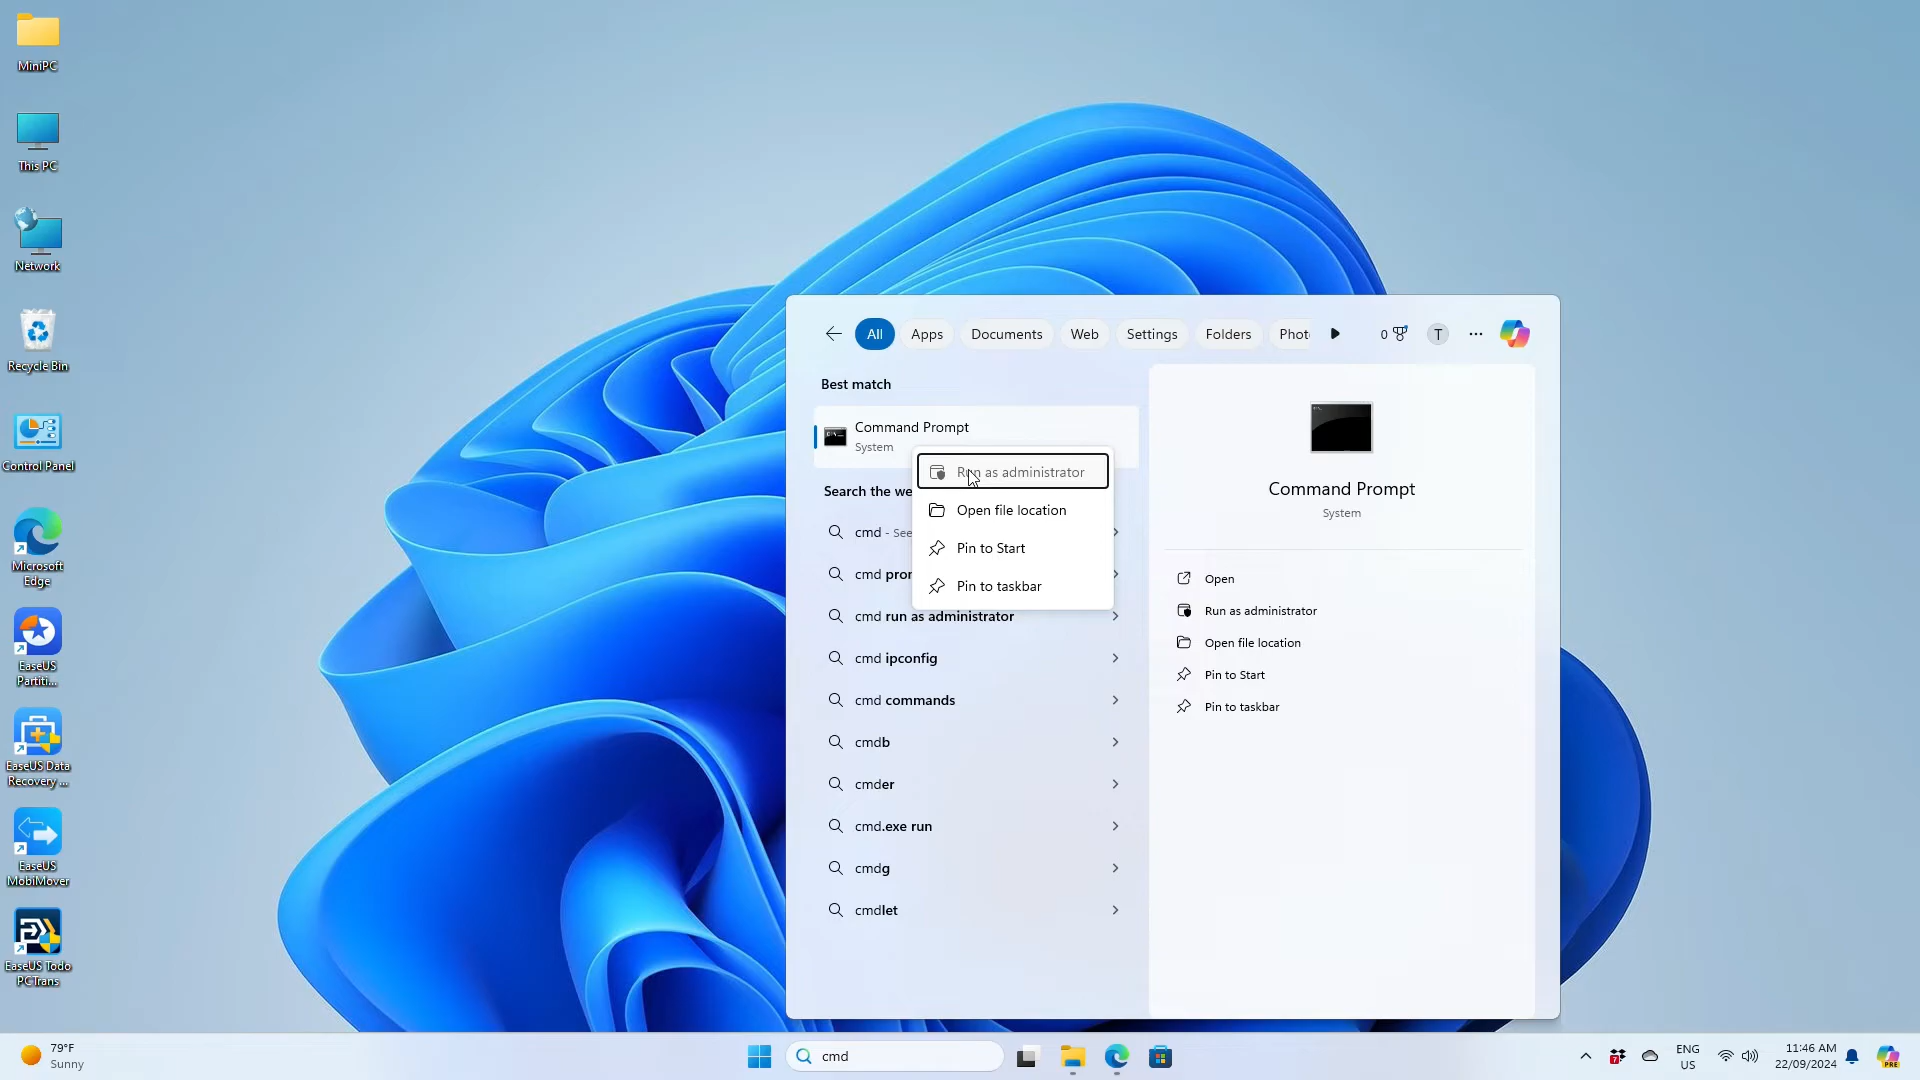 MiniPC
This PC
Network
Recycle Bin
Control Panel
Microsoft
Edge
EaseUS
Partiti...
EaseUS Data
Recovery ...
EaseUS
MobiMover
EaseUS Todo
PCTrans
All
Apps
Documents
Web
Settings
Folders
Phot
0
T
Best match
Command Prompt
System
Run as administrator
Open file location
Pin to Start
Pin to taskbar
Search the we
cmd - See
cmd pror
cmd run as administrator
cmd ipconfig
cmd commands
cmdb
cmder
cmd.exe run
cmdg
cmdlet
Command Prompt
System
Open
Run as administrator
Open file location
Pin to Start
Pin to taskbar
79°F
Sunny
cmd
ENG
US
11:46 AM
22/09/2024
PRE